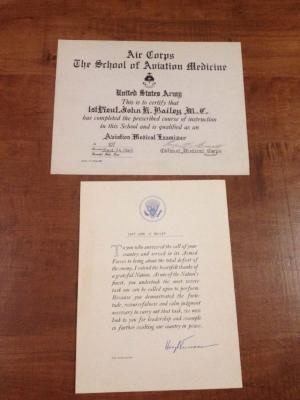 Air Corps
The School of Aviation Medicine
United States Army
This is to certify that
1st Lieut. John K. Bailey, M.C.
has completed the prescribed course of instruction
in this School and is qualified as an
Aviation Medical Examiner
Medical Corps
JOHN BAILEY
To you who answered the call of your
country and served in its Armed
Forces to bring about the total defeat of
the enemy, I extend the heartfelt thanks of
a grateful Nation. As one of the Nation's
finest, you undertook the most severe
task one can be called upon to perform.
Because you demonstrated the forti-
tude, resourcefulness and calm judgment
necessary to carry out that task, we now
look to you for leadership and example
in further exalting our country in peace.
Harry Truman